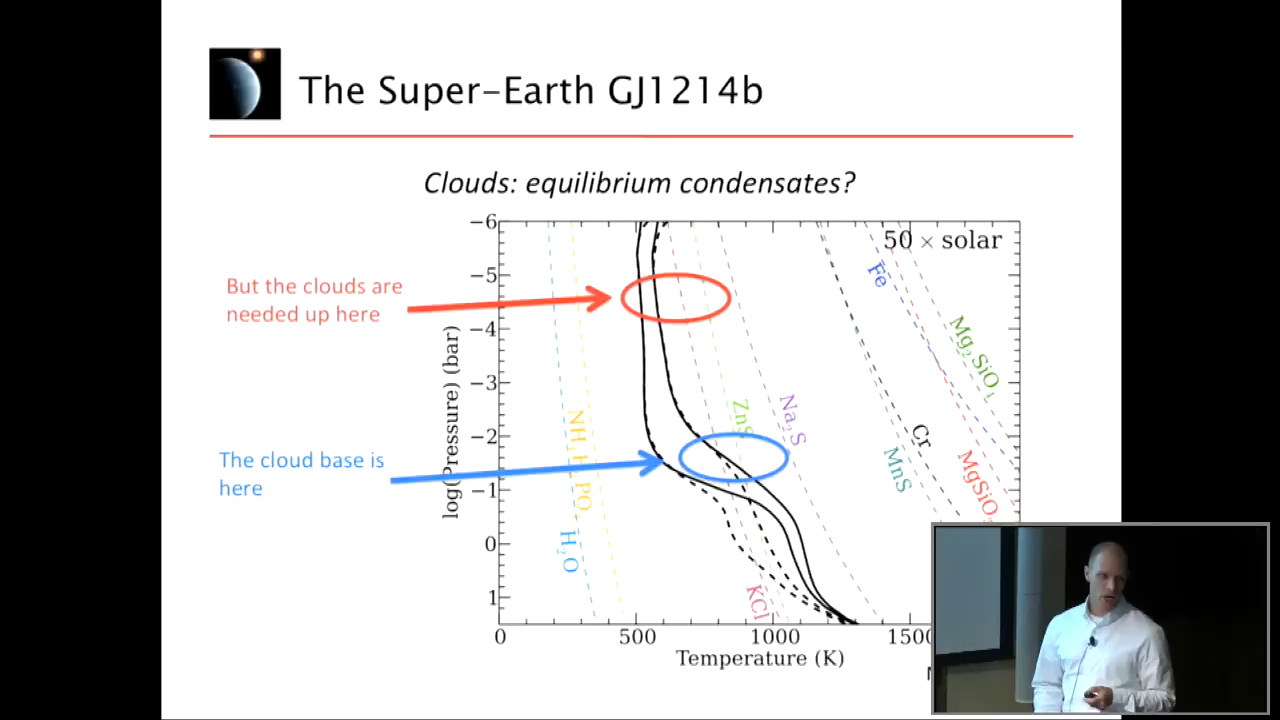 The Super-Earth GJ1214b
Clouds: equilibrium condensates?
50 × solar
But the clouds are
needed up here
The cloud base is
here
log(Pressure) (bar)
-6
-5
-4
-3
-2
-1
0
1
H₂O
KCl
ZnS
Na₂S
MnS
Cr
Fe
Mg₂SiO₄
0
500
1000
1500
Temperature (K)